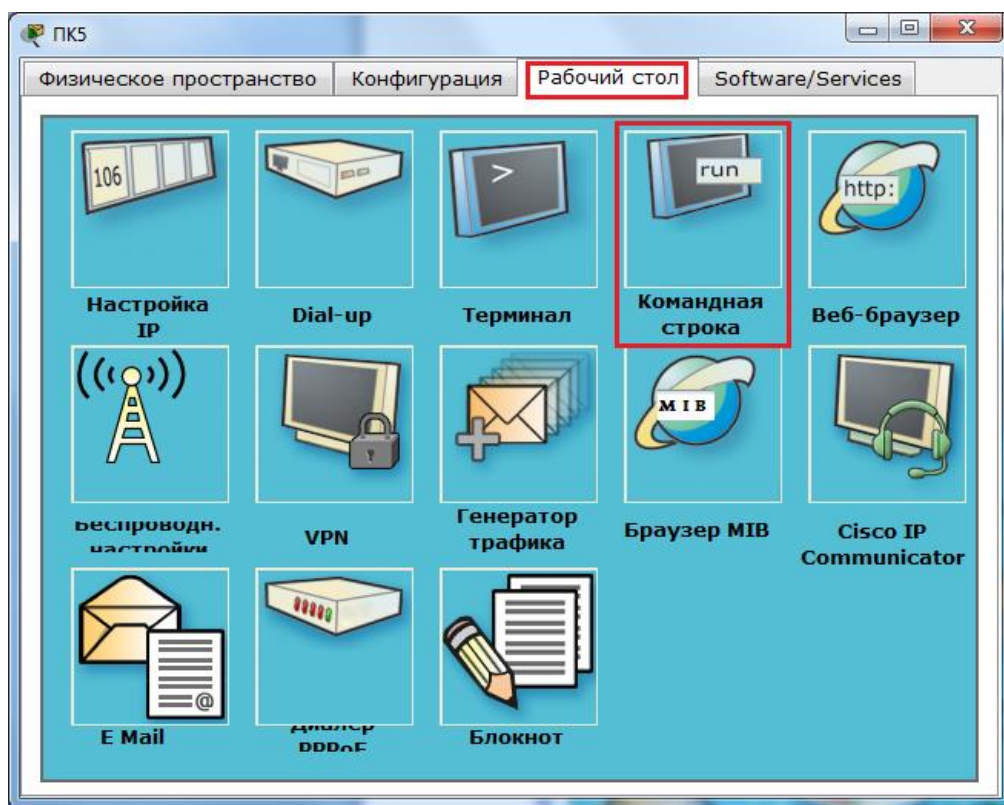 ПК5
Физическое пространство Конфигурация Рабочий стол Software/Services
106
>
run
http:
Настройка
IP
Dial-up
Терминал
Командная
строка
Веб-браузер
MIB
Беспроводн.
настройки
VPN
Генератор
трафика
Браузер MIB
Cisco IP
Communicator
@
E Mail
Диалер
PPPoE
Блокнот